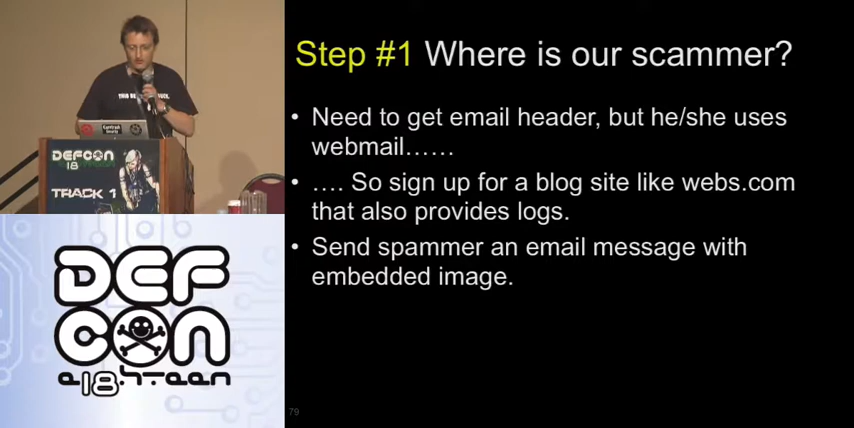 Step #1 Where is our scammer?
• Need to get email header, but he/she uses
webmail……
• …. So sign up for a blog site like webs.com
that also provides logs.
• Send spammer an email message with
embedded image.
79
DEFCON
18
TRACK 1
DEF
CON
e18hteen